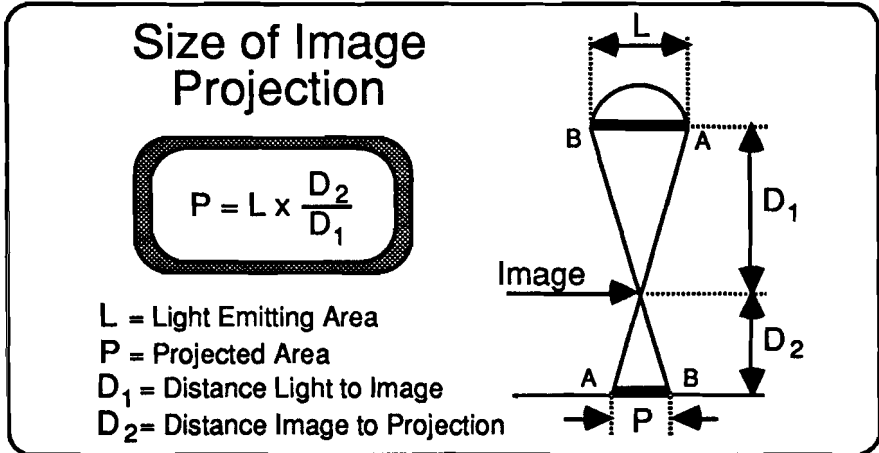 Size of Image
Projection
P = L x D2
D1
L = Light Emitting Area
P = Projected Area
D1 = Distance Light to Image
D2= Distance Image to Projection
L
B
A
D1
Image
D2
A
B
P